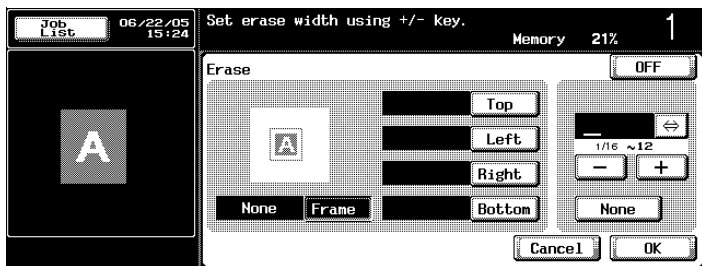 Job List
06/22/05
15:24
Set erase width using +/- key.
Memory 21%
1
Erase
OFF
A
A
Top
Left
Right
Bottom
None
Frame
⇔
1/16 ~12
− +
None
Cancel
OK